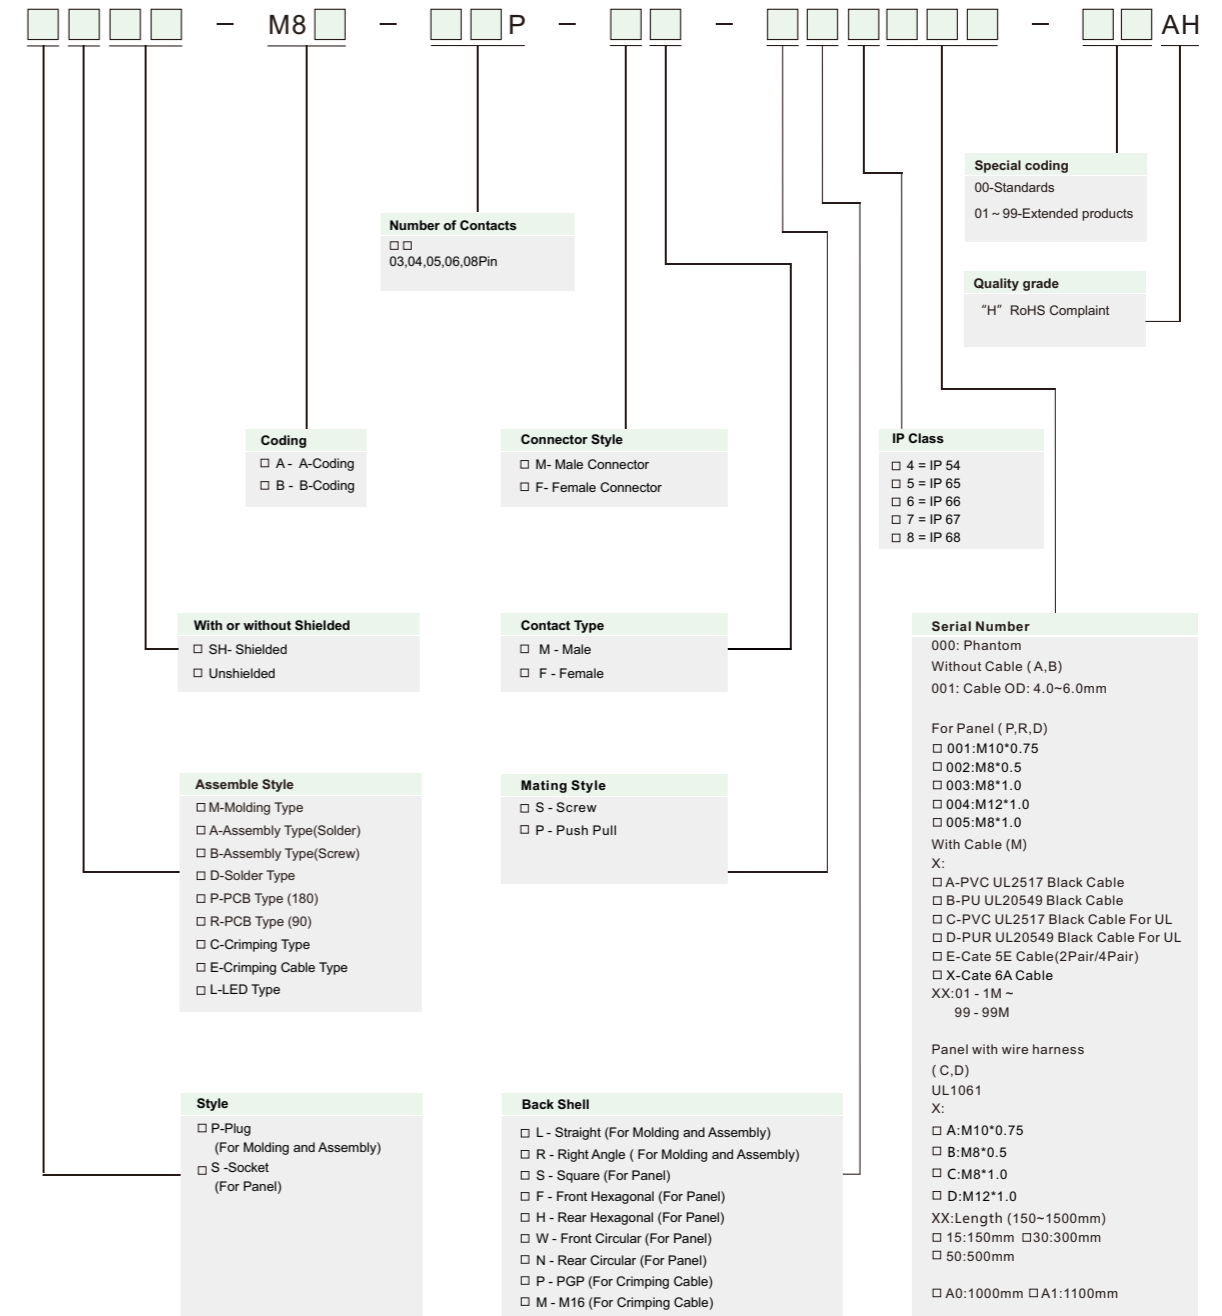 – M8 – P – – – AH
Special coding
00-Standards
01 ~ 99-Extended products
Number of Contacts
□ □
03,04,05,06,08Pin
Quality grade
"H" RoHS Complaint
Coding
□ A - A-Coding
□ B - B-Coding
Connector Style
□ M- Male Connector
□ F- Female Connector
IP Class
□ 4 = IP 54
□ 5 = IP 65
□ 6 = IP 66
□ 7 = IP 67
□ 8 = IP 68
With or without Shielded
□ SH- Shielded
□ Unshielded
Contact Type
□ M - Male
□ F - Female
Serial Number
000: Phantom
Without Cable ( A,B)
001: Cable OD: 4.0~6.0mm
For Panel ( P,R,D)
□ 001:M10*0.75
□ 002:M8*0.5
□ 003:M8*1.0
□ 004:M12*1.0
□ 005:M8*1.0
With Cable (M)
X:
□ A-PVC UL2517 Black Cable
□ B-PU UL20549 Black Cable
□ C-PVC UL2517 Black Cable For UL
□ D-PUR UL20549 Black Cable For UL
□ E-Cate 5E Cable(2Pair/4Pair)
□ X-Cate 6A Cable
XX:01 - 1M ~
99 - 99M
Panel with wire harness
( C,D)
UL1061
X:
□ A:M10*0.75
□ B:M8*0.5
□ C:M8*1.0
□ D:M12*1.0
XX:Length (150~1500mm)
□ 15:150mm □30:300mm
□ 50:500mm
□ A0:1000mm □ A1:1100mm
Assemble Style
□ M-Molding Type
□ A-Assembly Type(Solder)
□ B-Assembly Type(Screw)
□ D-Solder Type
□ P-PCB Type (180)
□ R-PCB Type (90)
□ C-Crimping Type
□ E-Crimping Cable Type
□ L-LED Type
Mating Style
□ S - Screw
□ P - Push Pull
Style
□ P-Plug
(For Molding and Assembly)
□ S -Socket
(For Panel)
Back Shell
□ L - Straight (For Molding and Assembly)
□ R - Right Angle ( For Molding and Assembly)
□ S - Square (For Panel)
□ F - Front Hexagonal (For Panel)
□ H - Rear Hexagonal (For Panel)
□ W - Front Circular (For Panel)
□ N - Rear Circular (For Panel)
□ P - PGP (For Crimping Cable)
□ M - M16 (For Crimping Cable)